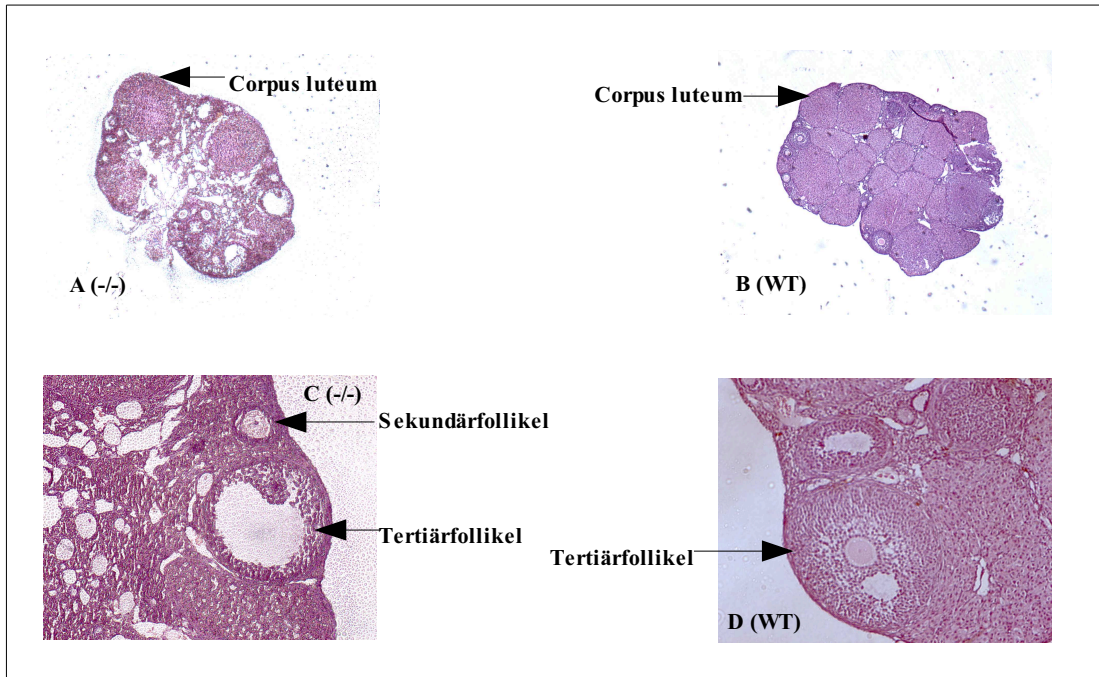 Corpus luteum
Corpus luteum
A (-/-)
B (WT)
C (-/-)
Sekundärfollikel
Tertiärfollikel
Tertiärfollikel
D (WT)